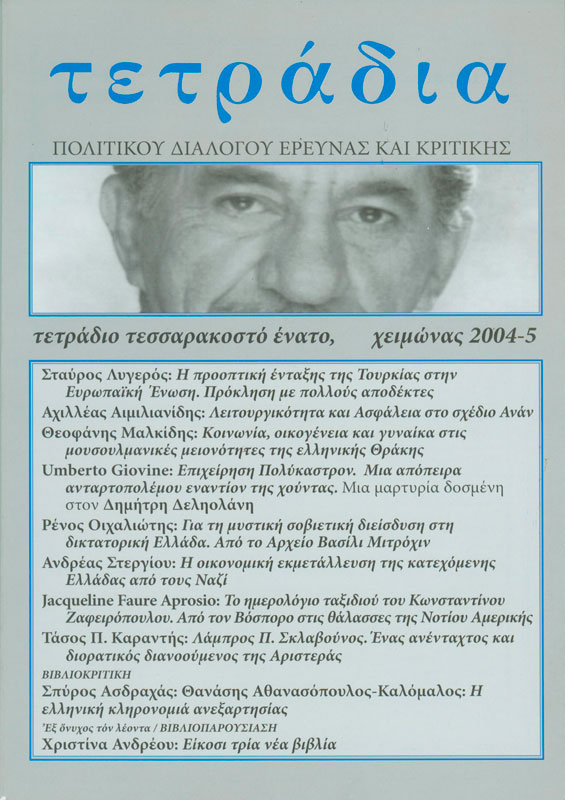 τετράδια
ΠΟΛΙΤΙΚΟΥ ΔΙΑΛΟΓΟΥ ΕΡΕΥΝΑΣ ΚΑΙ ΚΡΙΤΙΚΗΣ
τετράδιο τεσσαρακοστό ένατο, χειμώνας 2004-5
Σταύρος Λυγερός: Η προοπτική ένταξης της Τουρκίας στην
Ευρωπαϊκή Ένωση. Πρόκληση με πολλούς αποδέκτες
Αχιλλέας Αιμιλιανίδης: Λειτουργικότητα και Ασφάλεια στο σχέδιο Ανάν
Θεοφάνης Μαλκίδης: Κοινωνία, οικογένεια και γυναίκα στις
μουσουλμανικές μειονότητες της ελληνικής Θράκης
Umberto Giovine: Επιχείρηση Πολύκαστρον. Μια απόπειρα
ανταρτοπολέμου εναντίον της χούντας. Μια μαρτυρία δοσμένη
στον Δημήτρη Δεληολάνη
Ρένος Οιχαλιώτης: Για τη μυστική σοβιετική διείσδυση στη
δικτατορική Ελλάδα. Από το Αρχείο Βασίλι Μιτρόχιν
Ανδρέας Στεργίου: Η οικονομική εκμετάλλευση της κατεχόμενης
Ελλάδας από τους Ναζί
Jacqueline Faure Aprosio: Το ημερολόγιο ταξιδιού του Κωνσταντίνου
Ζαφειρόπουλου. Από τον Βόσπορο στις θάλασσες της Νοτίου Αμερικής
Τάσος Π. Καραντής: Λάμπρος Π. Σκλαβούνος. Ένας ανένταχτος και
διορατικός διανοούμενος της Αριστεράς
ΒΙΒΛΙΟΚΡΙΤΙΚΗ
Σπύρος Ασδραχάς: Θανάσης Αθανασόπουλος-Καλόμαλος: Η
ελληνική κληρονομιά ανεξαρτησίας
Ἐξ ὄνυχος τόν λέοντα / ΒΙΒΛΙΟΠΑΡΟΥΣΙΑΣΗ
Χριστίνα Ανδρέου: Είκοσι τρία νέα βιβλία